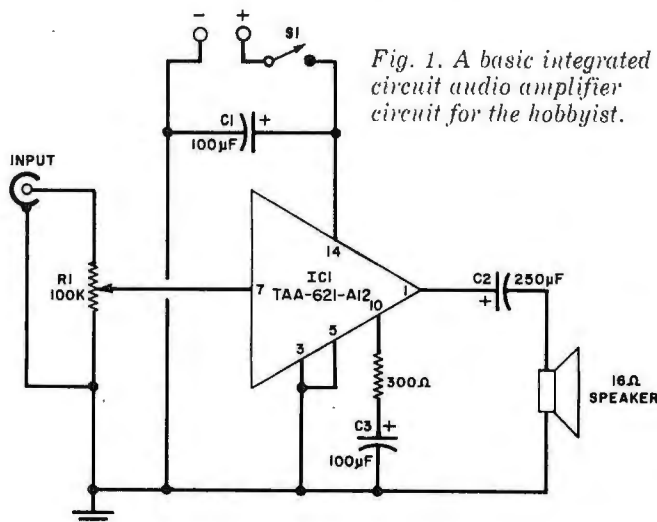 - +
S1
Fig. 1. A basic integrated
circuit audio amplifier
circuit for the hobbyist.
C1
+
100µF
INPUT
R1
100K
14
7
IC1
TAA-621-A12
1
10
5
3
C2
250µF
+
300Ω
16Ω
SPEAKER
C3
+
100µF